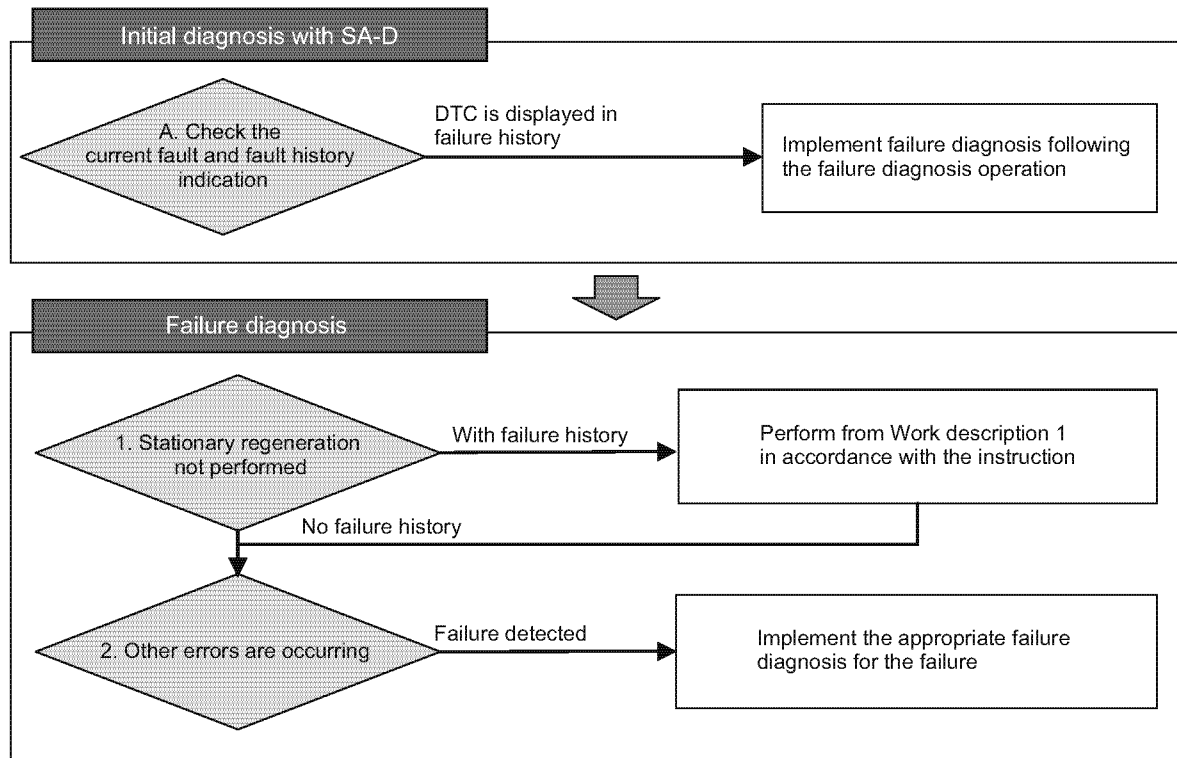 Initial diagnosis with SA-D
A. Check the
current fault and fault history
indication
DTC is displayed in
failure history
Implement failure diagnosis following
the failure diagnosis operation
Failure diagnosis
1. Stationary regeneration
not performed
With failure history
Perform from Work description 1
in accordance with the instruction
No failure history
2. Other errors are occurring
Failure detected
Implement the appropriate failure
diagnosis for the failure